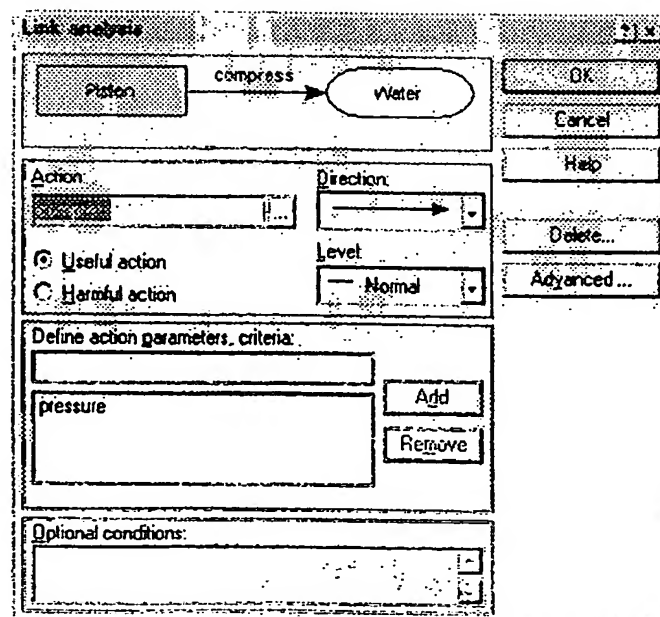 Link analysis
? x
compress
Piston
Water
OK
Cancel
Help
Action:
Direction:
...
Delete...
Useful action
Level:
Harmful action
Normal
Advanced...
Define action parameters, criteria:
Add
pressure
Remove
Optional conditions: